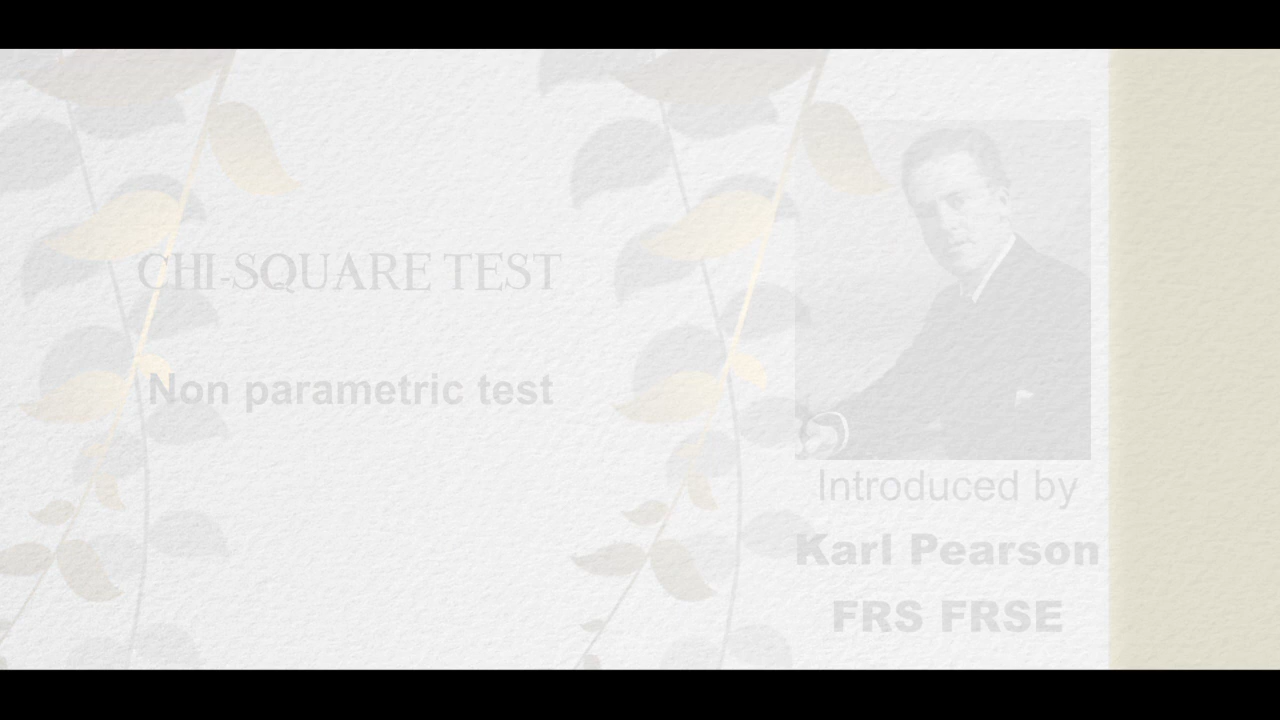 CHI-SQUARE TEST
Non parametric test
Introduced by
Karl Pearson
FRS FRSE